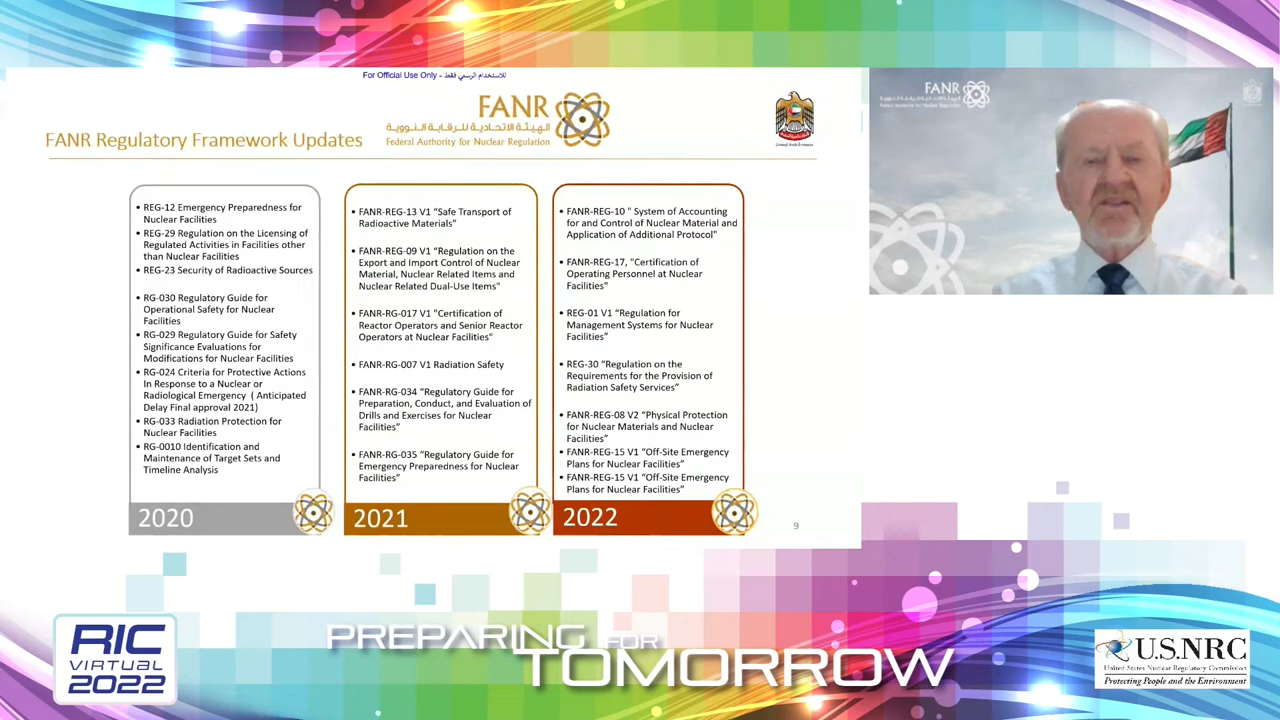 For Official Use Only - للاستخدام الرسمي فقط
FANR Regulatory Framework Updates
FANR
الهيئة الاتحادية للرقابة النووية
Federal Authority for Nuclear Regulation
United Arab Emirates
• REG-12 Emergency Preparedness for
Nuclear Facilities
• REG-29 Regulation on the Licensing of
Regulated Activities in Facilities other
than Nuclear Facilities
• REG-23 Security of Radioactive Sources
• RG-030 Regulatory Guide for
Operational Safety for Nuclear
Facilities
• RG-029 Regulatory Guide for Safety
Significance Evaluations for
Modifications for Nuclear Facilities
• RG-024 Criteria for Protective Actions
In Response to a Nuclear or
Radiological Emergency ( Anticipated
Delay Final approval 2021)
• RG-033 Radiation Protection for
Nuclear Facilities
• RG-0010 Identification and
Maintenance of Target Sets and
Timeline Analysis
2020
• FANR-REG-13 V1 “Safe Transport of
Radioactive Materials"
• FANR-REG-09 V1 “Regulation on the
Export and Import Control of Nuclear
Material, Nuclear Related Items and
Nuclear Related Dual-Use Items"
• FANR-RG-017 V1 "Certification of
Reactor Operators and Senior Reactor
Operators at Nuclear Facilities"
• FANR-RG-007 V1 Radiation Safety
• FANR-RG-034 “Regulatory Guide for
Preparation, Conduct, and Evaluation of
Drills and Exercises for Nuclear
Facilities”
• FANR-RG-035 “Regulatory Guide for
Emergency Preparedness for Nuclear
Facilities”
2021
• FANR-REG-10 " System of Accounting
for and Control of Nuclear Material and
Application of Additional Protocol"
• FANR-REG-17, "Certification of
Operating Personnel at Nuclear
Facilities"
• REG-01 V1 “Regulation for
Management Systems for Nuclear
Facilities”
• REG-30 “Regulation on the
Requirements for the Provision of
Radiation Safety Services”
• FANR-REG-08 V2 “Physical Protection
for Nuclear Materials and Nuclear
Facilities”
• FANR-REG-15 V1 “Off-Site Emergency
Plans for Nuclear Facilities”
• FANR-REG-15 V1 “Off-Site Emergency
Plans for Nuclear Facilities”
2022
9
FANR
RIC
VIRTUAL
2022
PREPARING FOR
TOMORROW
U.S.NRC
United States Nuclear Regulatory Commission
Protecting People and the Environment